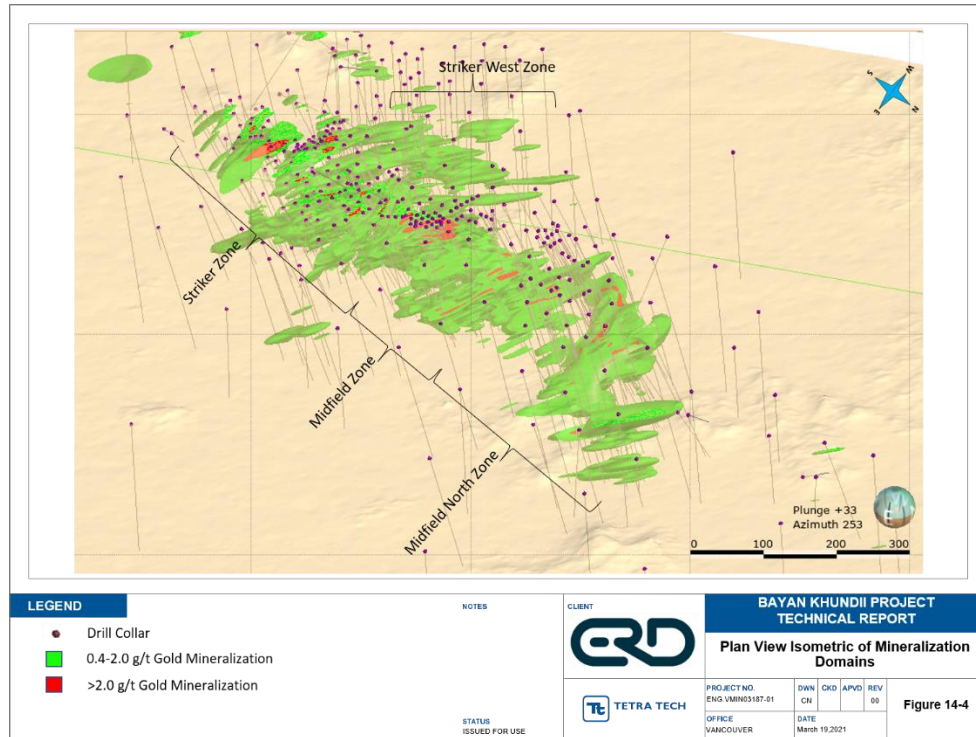 Striker West Zone
S
W
E
N
Striker Zone
Midfield Zone
Midfield North Zone
Plunge +33
Azimuth 253
0 100 200 300
LEGEND
Drill Collar
0.4-2.0 g/t Gold Mineralization
>2.0 g/t Gold Mineralization
NOTES
STATUS
ISSUED FOR USE
CLIENT
ERD
Tt TETRA TECH
BAYAN KHUNDII PROJECT
TECHNICAL REPORT
Plan View Isometric of Mineralization
Domains
PROJECT NO.
ENG.VMIN03187-01
DWN CKD APVD REV
CN 00
OFFICE
VANCOUVER
DATE
March 19,2021
Figure 14-4